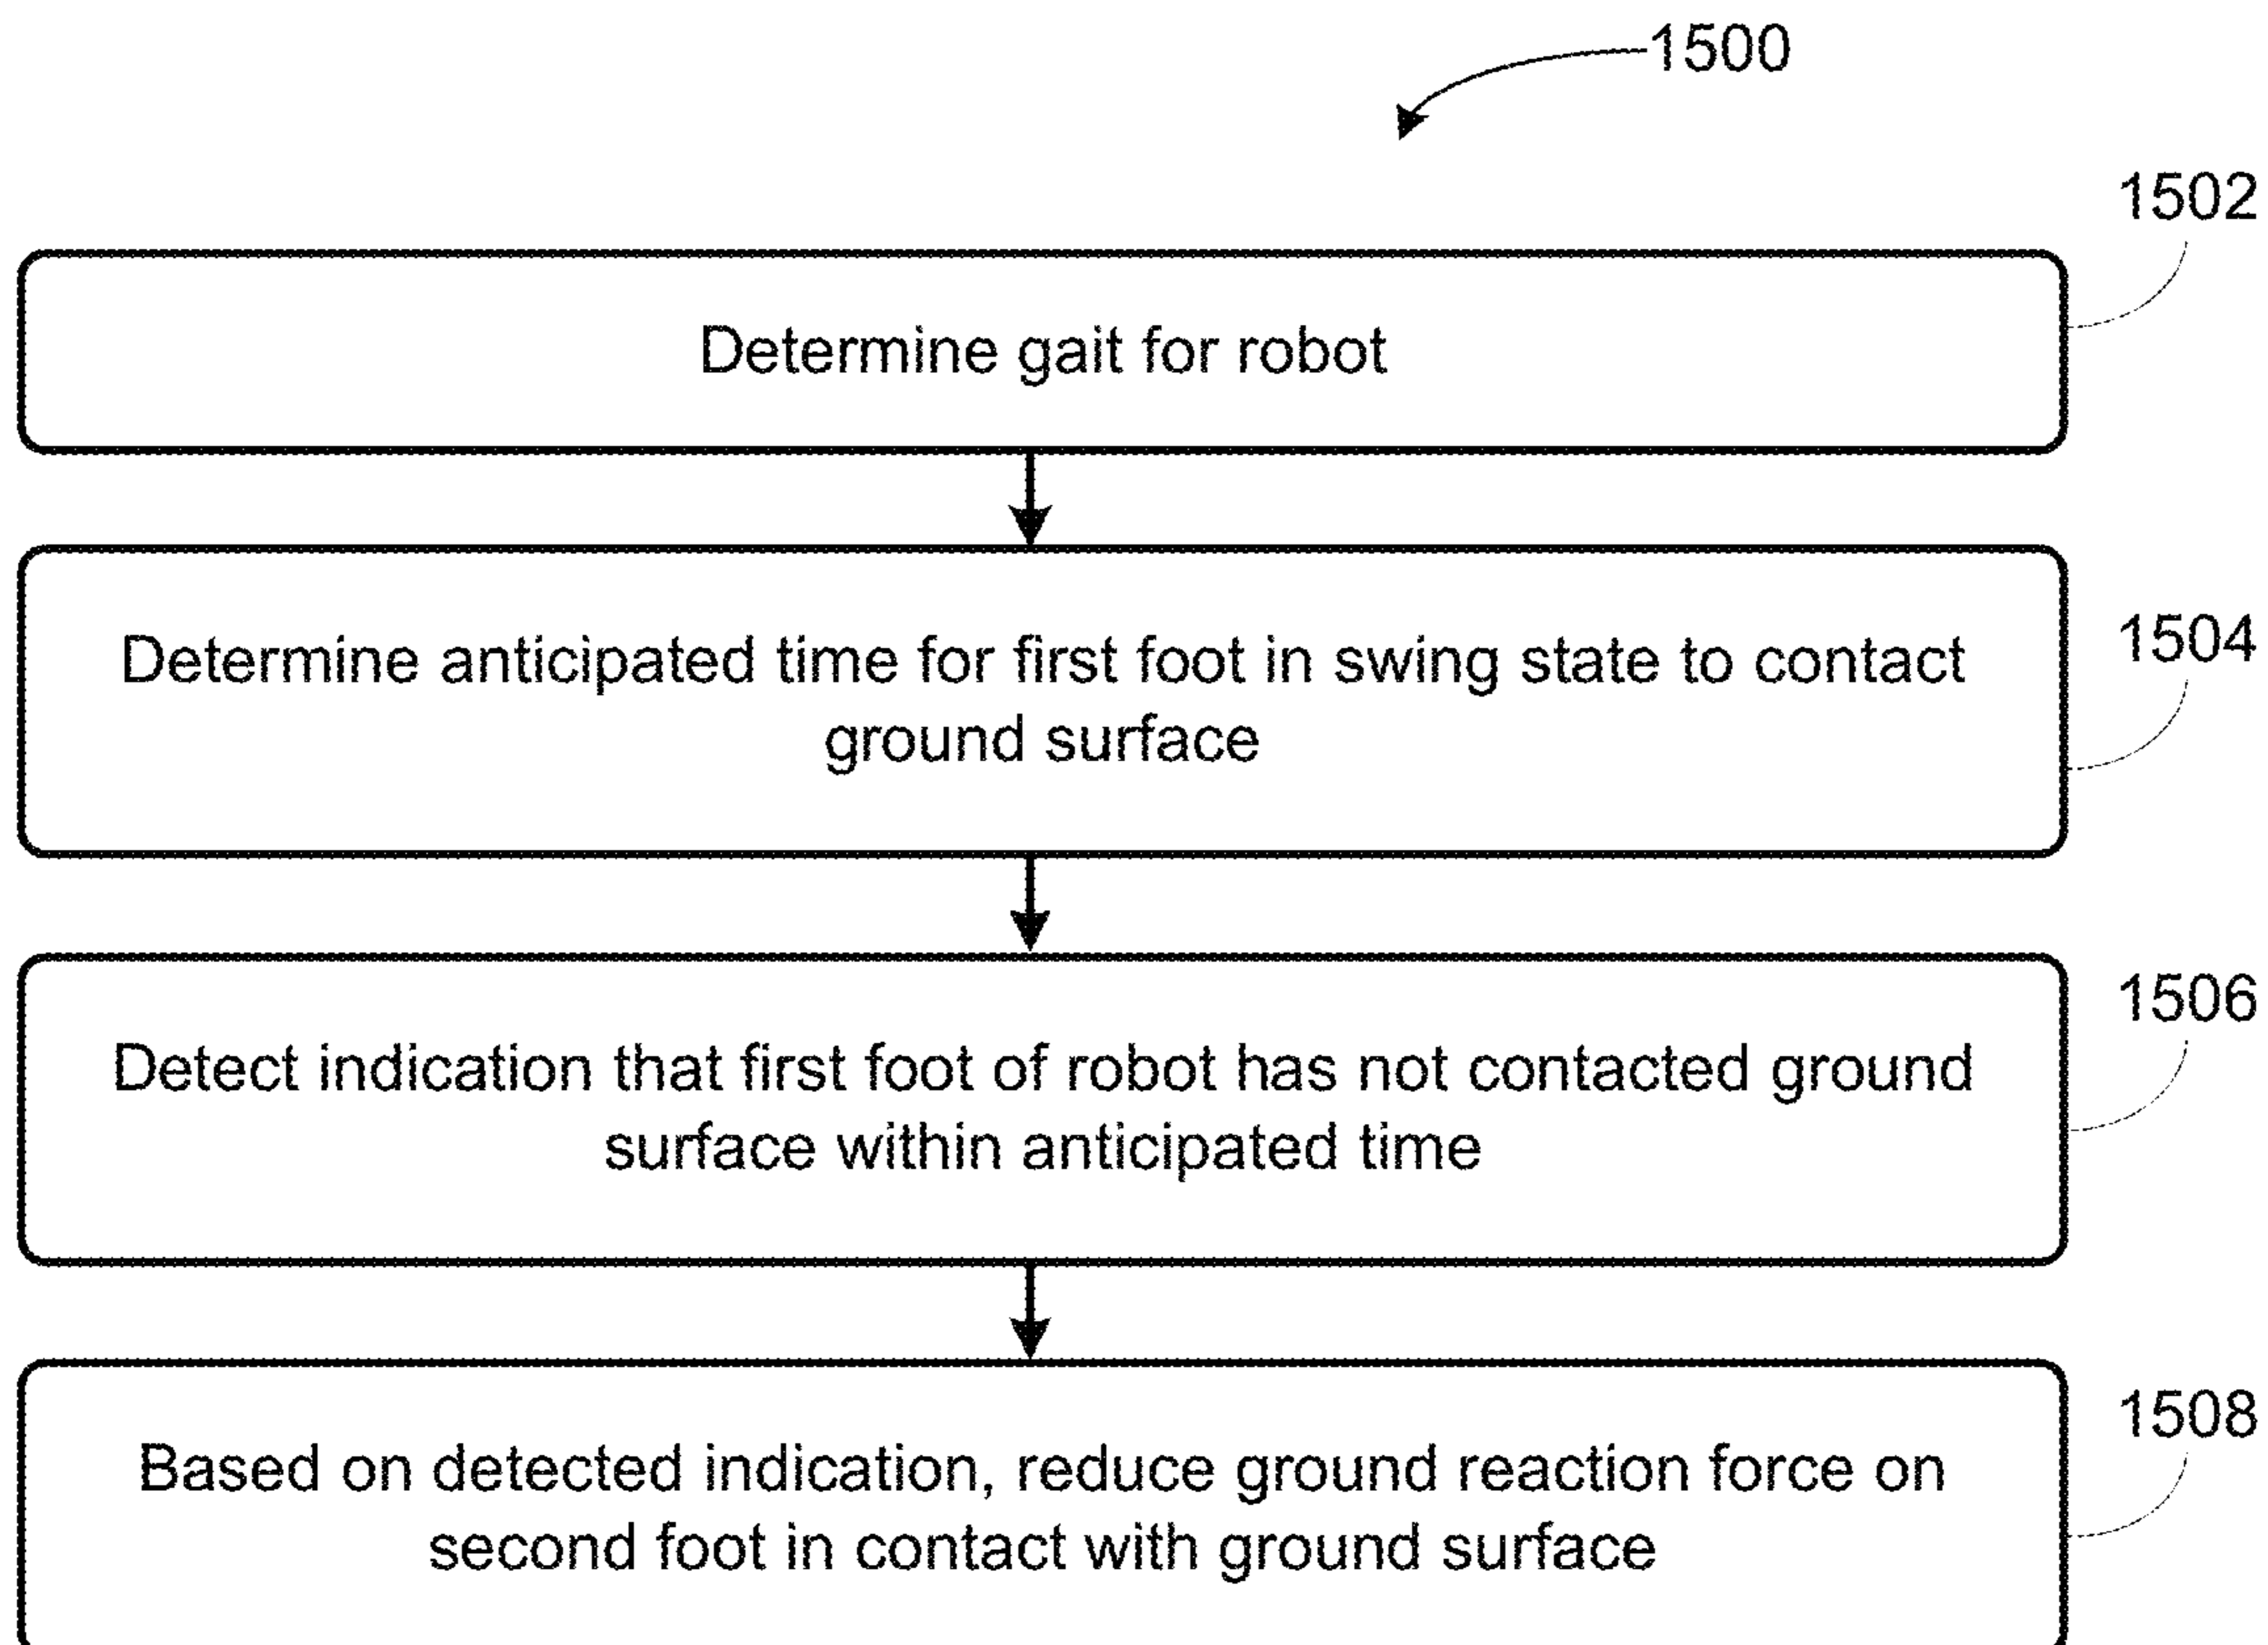 1500
1502
Determine gait for robot
1504
Determine anticipated time for first foot in swing state to contact
ground surface
1506
Detect indication that first foot of robot has not contacted ground
surface within anticipated time
1508
Based on detected indication, reduce ground reaction force on
second foot in contact with ground surface